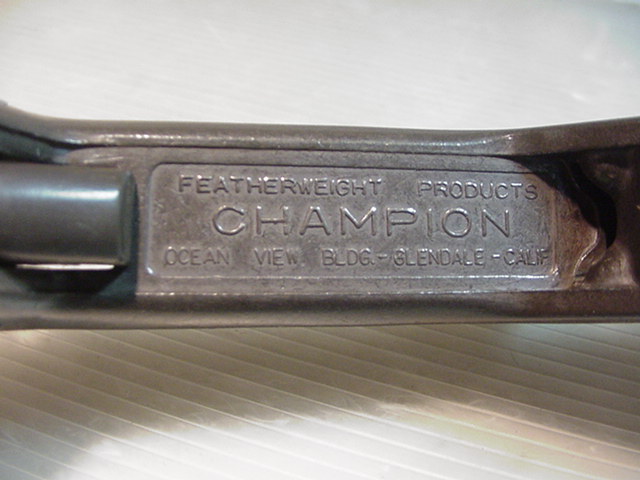 FEATHERWEIGHT PRODUCTS
CHAMPION
OCEAN VIEW BLDG.-GLENDALE-CALIF